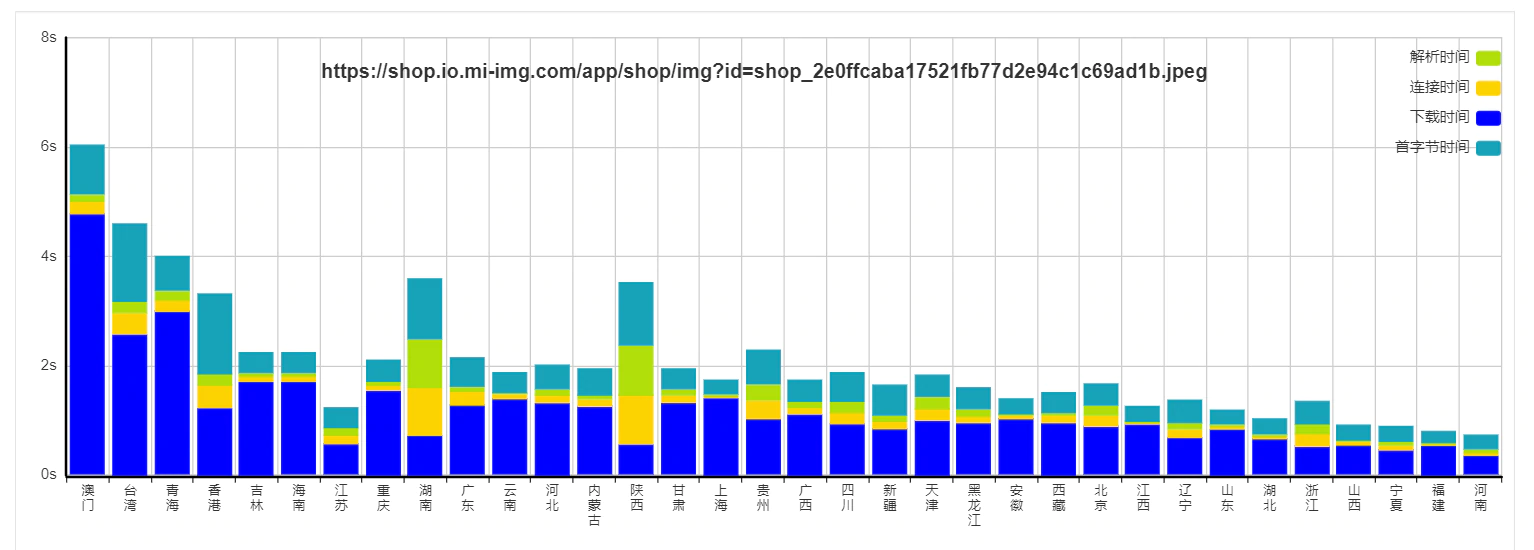 8s
https://shop.io.mi-img.com/app/shop/img?id=shop_2e0ffcaba17521fb77d2e94c1c69ad1b.jpeg
解析时间
连接时间
下载时间
首字节时间
6s
4s
2s
0s
澳门
台湾
青海
香港
吉林
海南
江苏
重庆
湖南
广东
云南
河北
内蒙古
陕西
甘肃
上海
贵州
广西
四川
新疆
天津
黑龙江
安徽
西藏
北京
江西
辽宁
山东
湖北
浙江
山西
宁夏
福建
河南